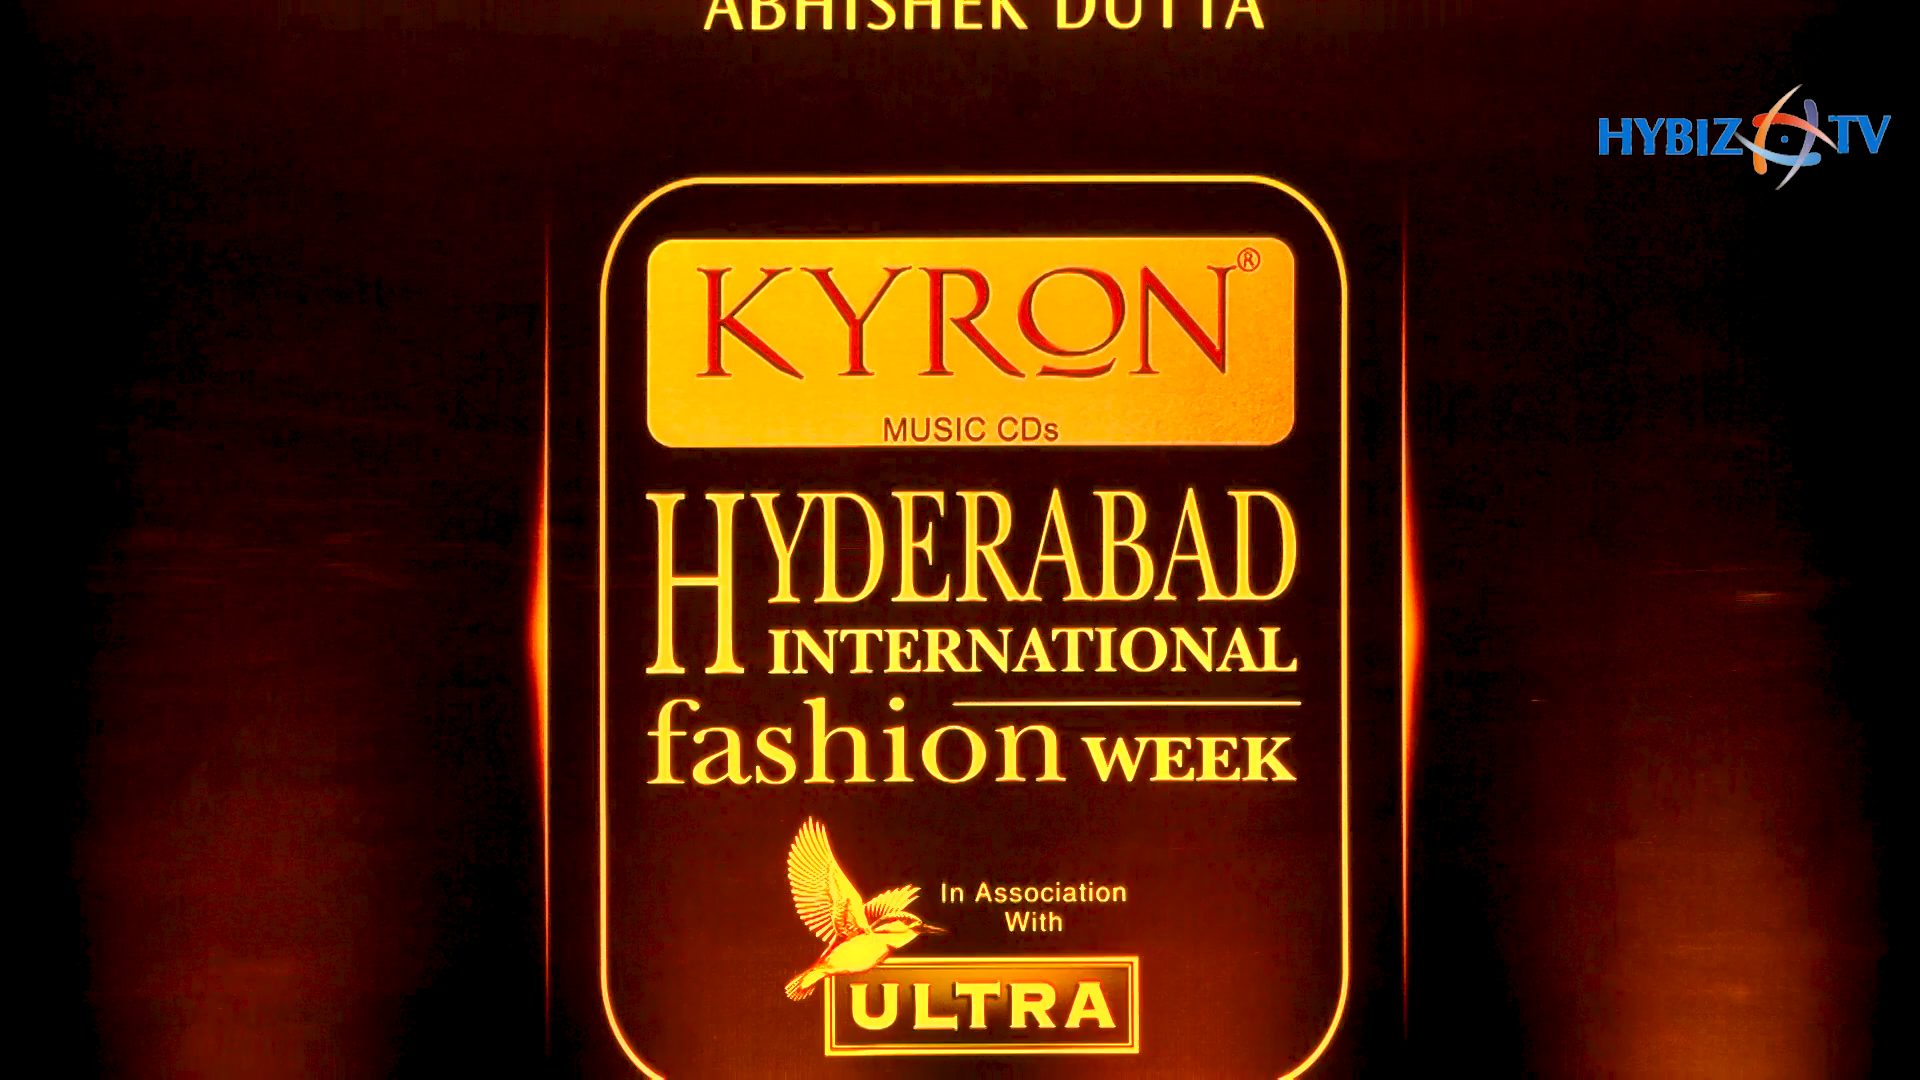 ABHISHEK DUTTA
HYBIZ TV
KYRON®
MUSIC CDs
HYDERABAD
INTERNATIONAL
fashion WEEK
In Association
With
ULTRA